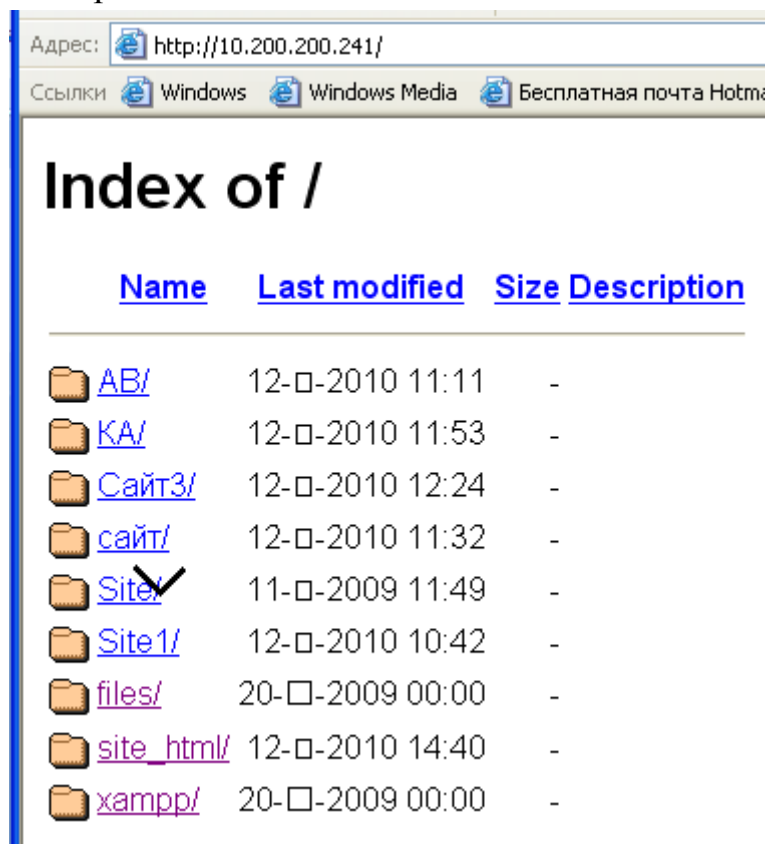 Адрес: http://10.200.200.241/
Ссылки Windows Windows Media Бесплатная почта Hotma
Index of /
Name Last modified Size Description
AB/ 12-□-2010 11:11 -
KA/ 12-□-2010 11:53 -
Сайт3/ 12-□-2010 12:24 -
сайт/ 12-□-2010 11:32 -
Site/ 11-□-2009 11:49 -
Site1/ 12-□-2010 10:42 -
files/ 20-□-2009 00:00 -
site_html/ 12-□-2010 14:40 -
xampp/ 20-□-2009 00:00 -